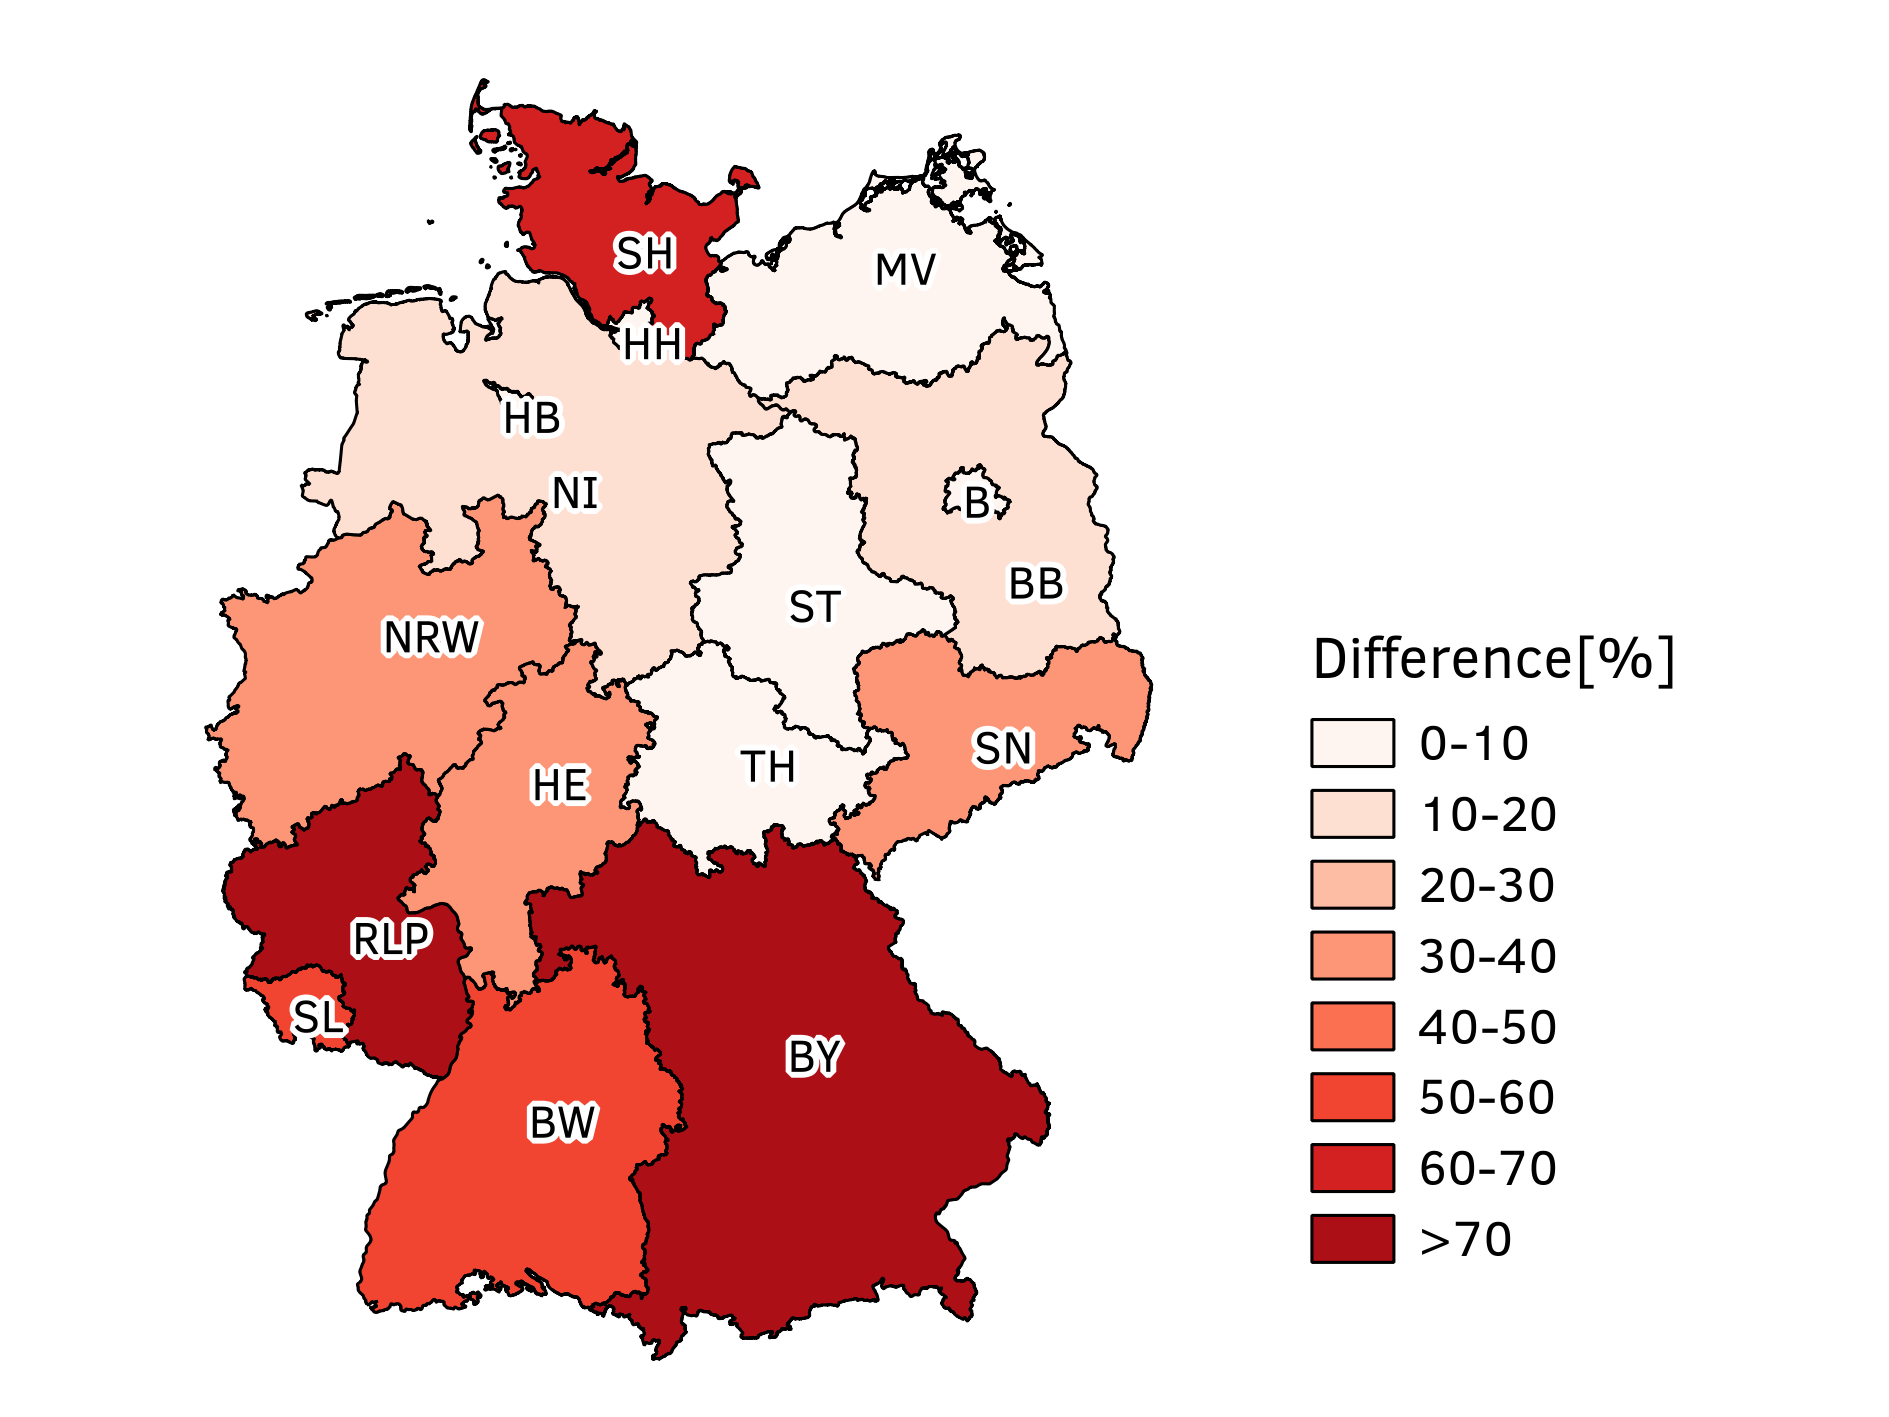 SH
MV
HH
HB
NI
B
BB
ST
NRW
SN
TH
HE
RLP
SL
BY
BW
Difference[%]
0-10
10-20
20-30
30-40
40-50
50-60
60-70
>70